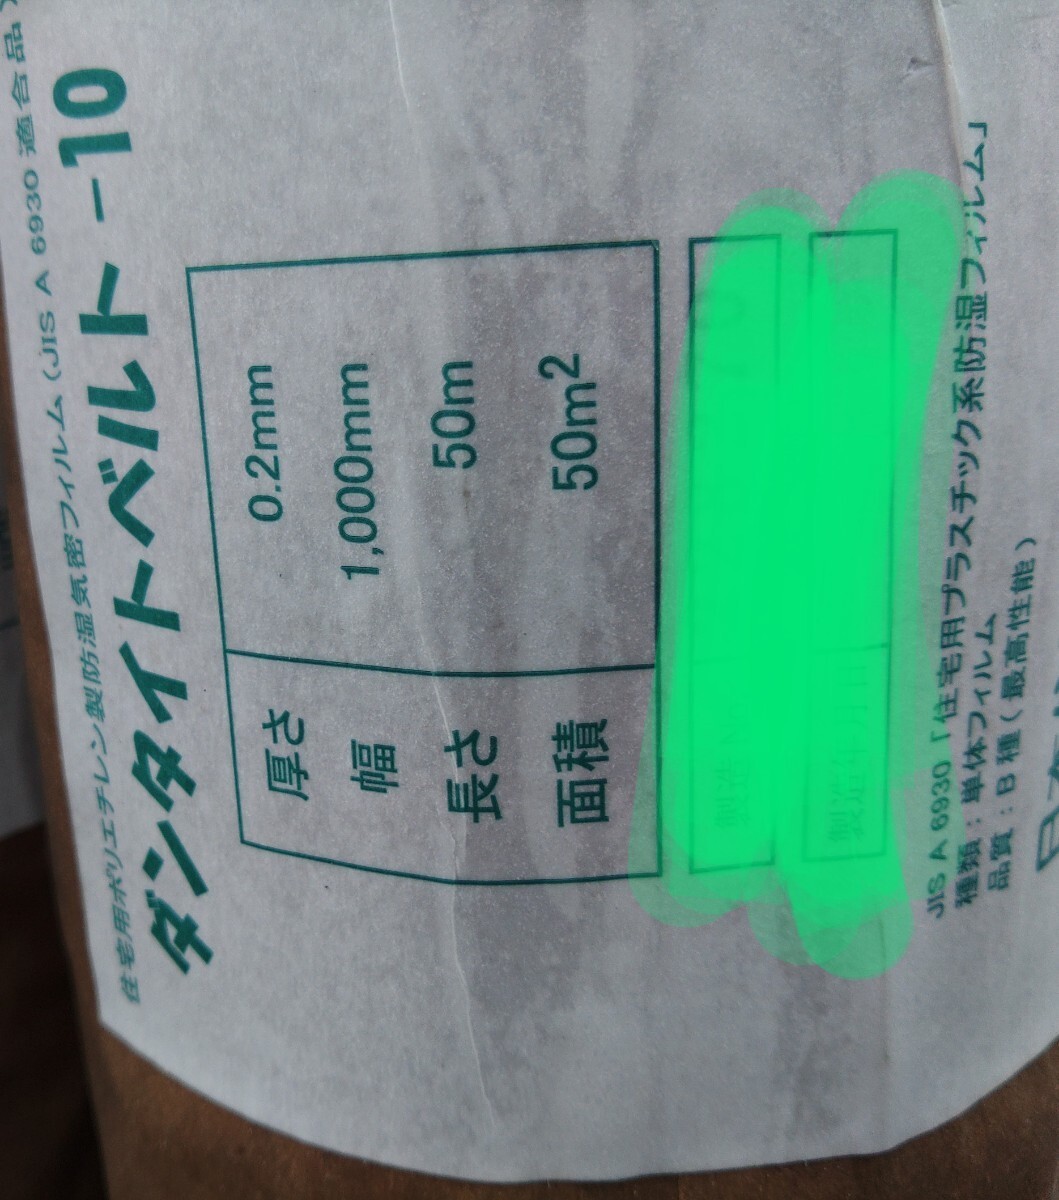 住宅用ポリエチレン製防湿気密フィルム(JIS A 6930 適合品)
ダンタイトベルト-10
厚さ 0.2mm
幅 1,000mm
長さ 50m
面積 50m²
JIS A 6930「住宅用プラスチック系防湿フィルム」
種類:単体フィルム
品質:B種(最高性能)